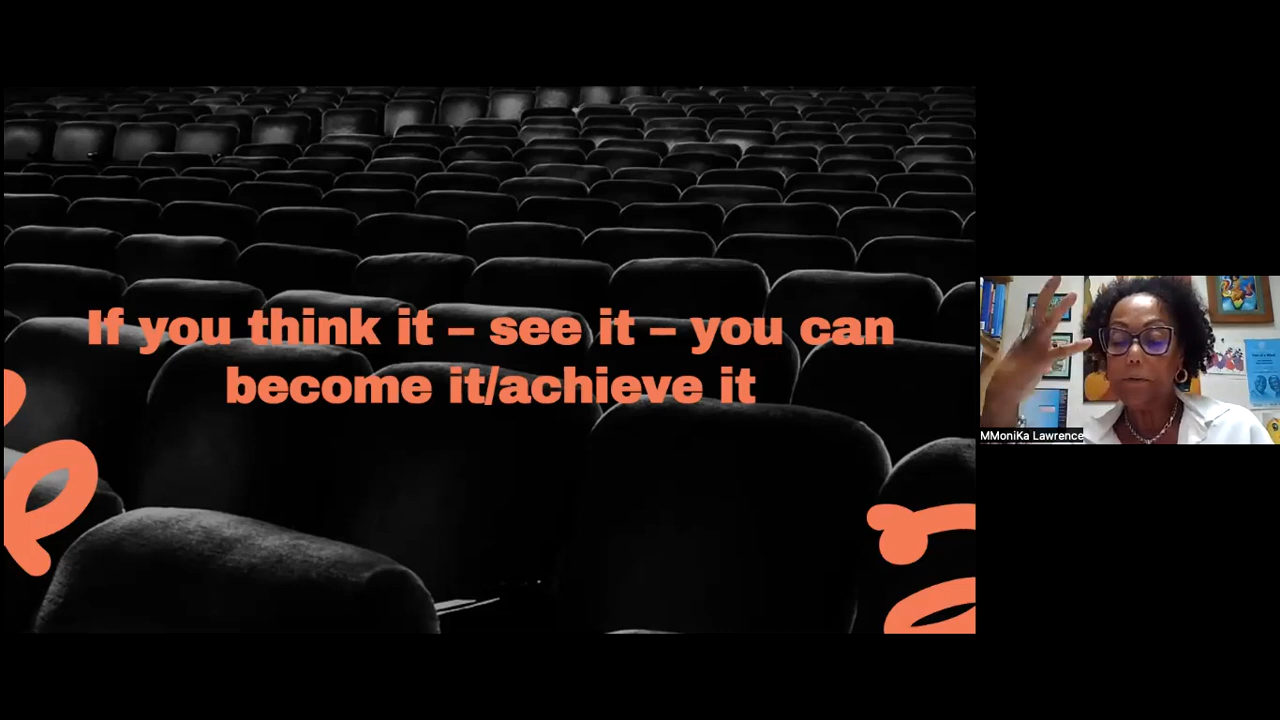 If you think it – see it – you can
become it/achieve it
MMoniKa Lawrence